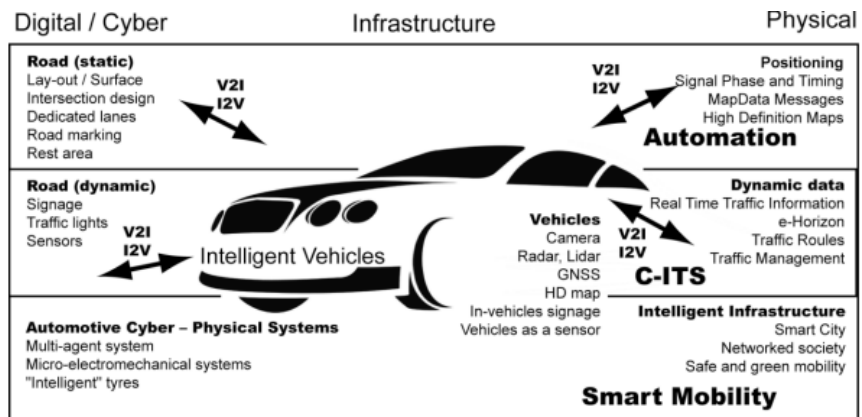 Digital / Cyber
Infrastructure
Physical
Road (static)
Lay-out / Surface
Intersection design
Dedicated lanes
Road marking
Rest area
V2I
I2V
V2I
I2V
Positioning
Signal Phase and Timing
MapData Messages
High Definition Maps
Automation
Road (dynamic)
Signage
Traffic lights
Sensors
V2I
I2V
Intelligent Vehicles
Vehicles
Camera
Radar, Lidar
GNSS
HD map
In-vehicles signage
Vehicles as a sensor
V2I
I2V
Dynamic data
Real Time Traffic Information
e-Horizon
Traffic Roules
Traffic Management
C-ITS
Automotive Cyber – Physical Systems
Multi-agent system
Micro-electromechanical systems
"Intelligent" tyres
Intelligent Infrastructure
Smart City
Networked society
Safe and green mobility
Smart Mobility